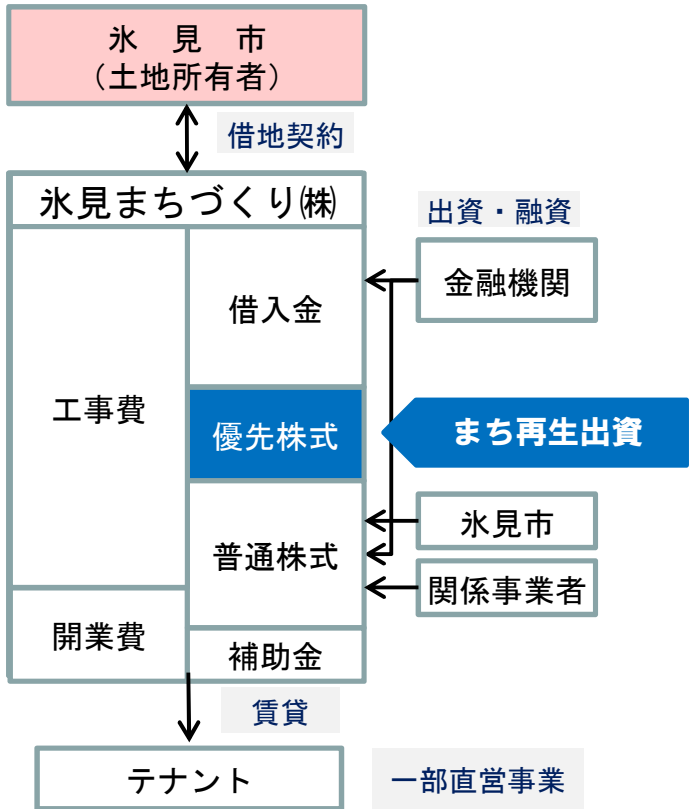 氷 見 市
（土地所有者）
借地契約
氷見まちづくり㈱
出資・融資
借入金
金融機関
工事費
優先株式
まち再生出資
氷見市
普通株式
関係事業者
開業費
補助金
賃貸
テナント
一部直営事業